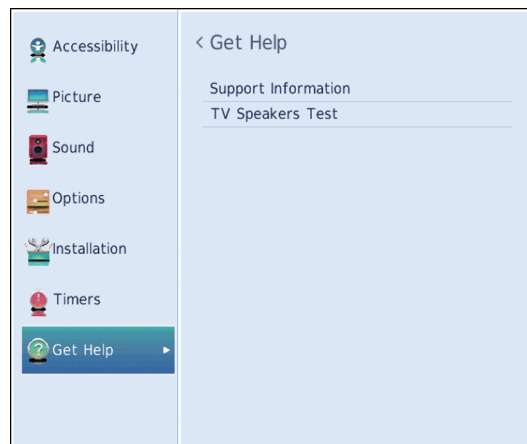 Accessibility
Picture
Sound
Options
Installation
Timers
Get Help
< Get Help
Support Information
TV Speakers Test